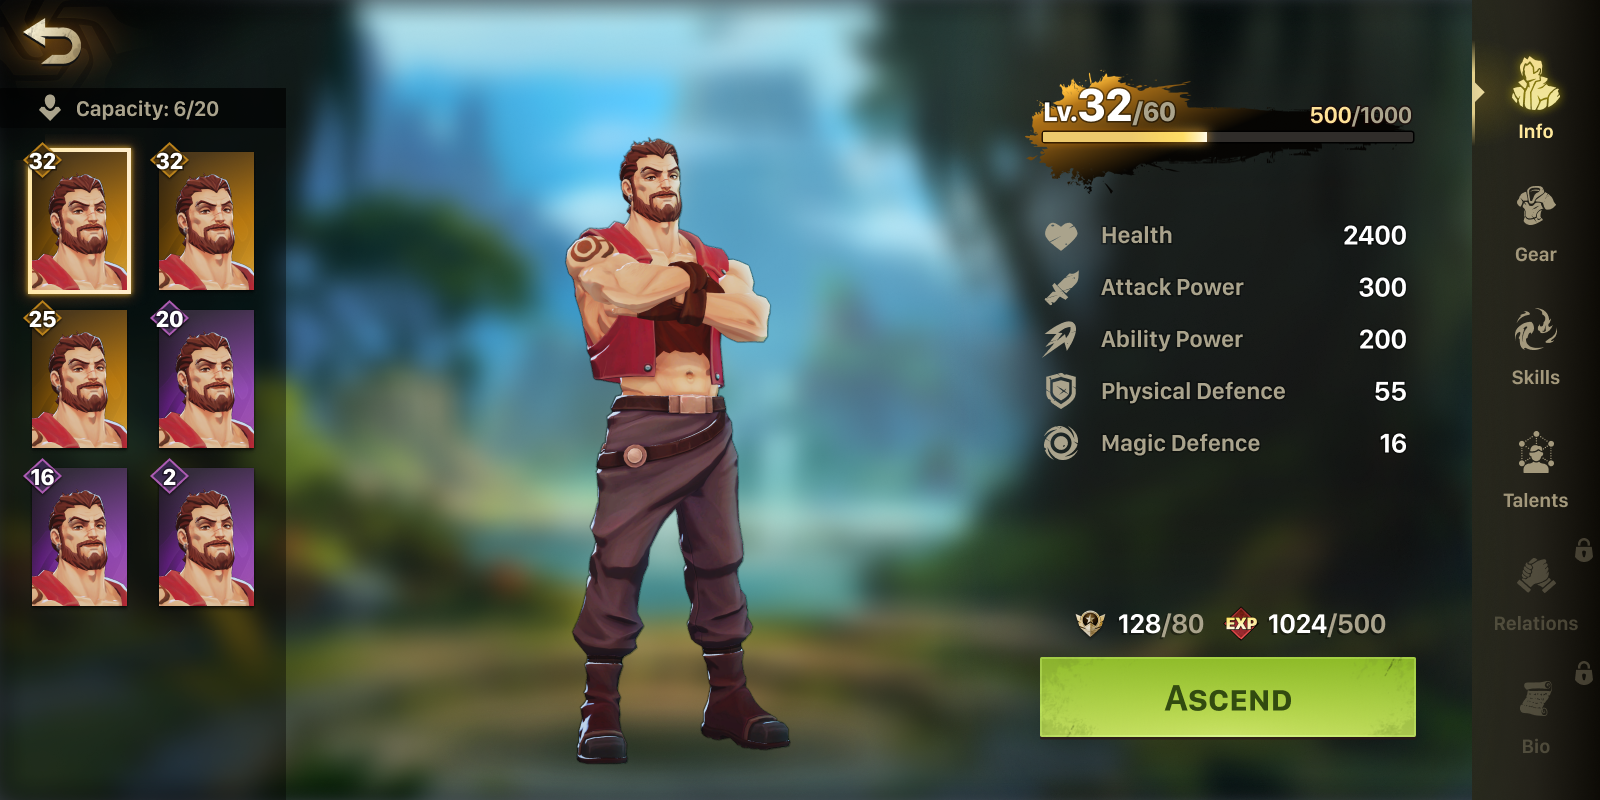 Capacity: 6/20
32
32
25
20
16
2
Lv.32/60
500/1000
Health 2400
Attack Power 300
Ability Power 200
Physical Defence 55
Magic Defence 16
128/80 EXP 1024/500
ASCEND
Info
Gear
Skills
Talents
Relations
Bio